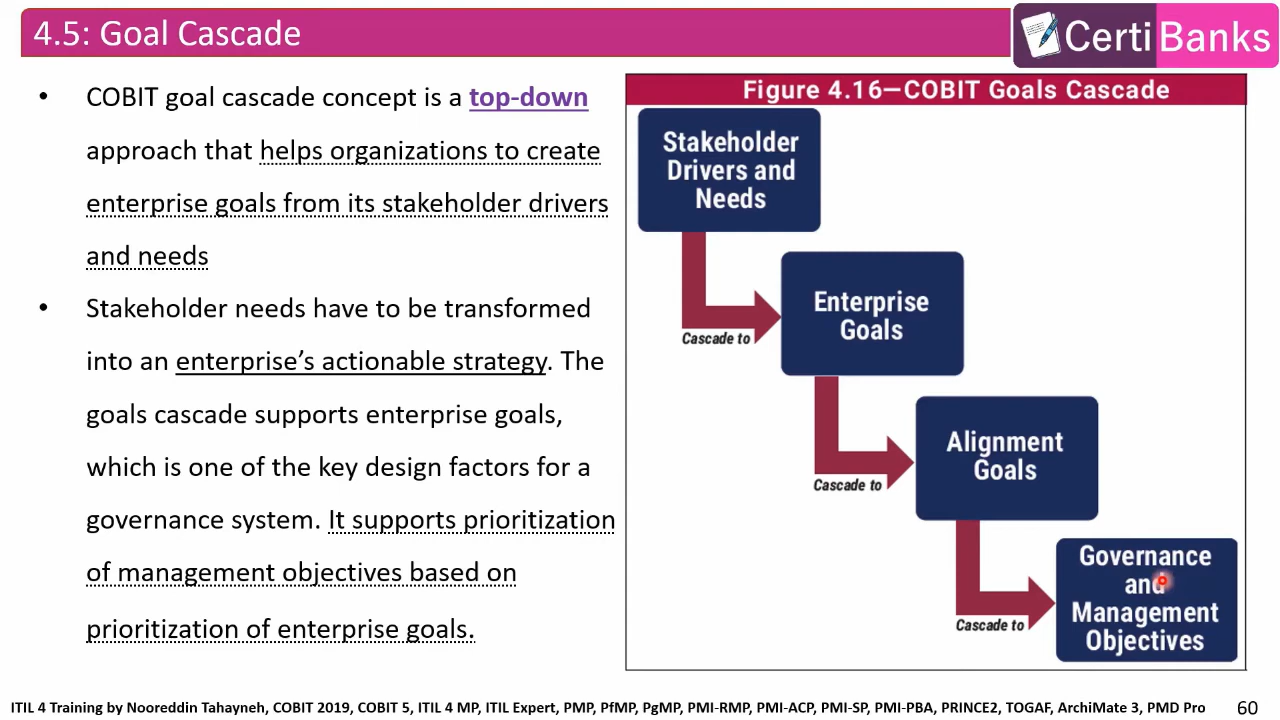 4.5: Goal Cascade
CertiBanks
• COBIT goal cascade concept is a top-down
approach that helps organizations to create
enterprise goals from its stakeholder drivers
and needs
• Stakeholder needs have to be transformed
into an enterprise’s actionable strategy. The
goals cascade supports enterprise goals,
which is one of the key design factors for a
governance system. It supports prioritization
of management objectives based on
prioritization of enterprise goals.
Figure 4.16—COBIT Goals Cascade
Stakeholder
Drivers and
Needs
Cascade to
Enterprise
Goals
Cascade to
Alignment
Goals
Cascade to
Governance
and
Management
Objectives
ITIL 4 Training by Nooreddin Tahayneh, COBIT 2019, COBIT 5, ITIL 4 MP, ITIL Expert, PMP, PfMP, PgMP, PMI-RMP, PMI-ACP, PMI-SP, PMI-PBA, PRINCE2, TOGAF, ArchiMate 3, PMD Pro
60